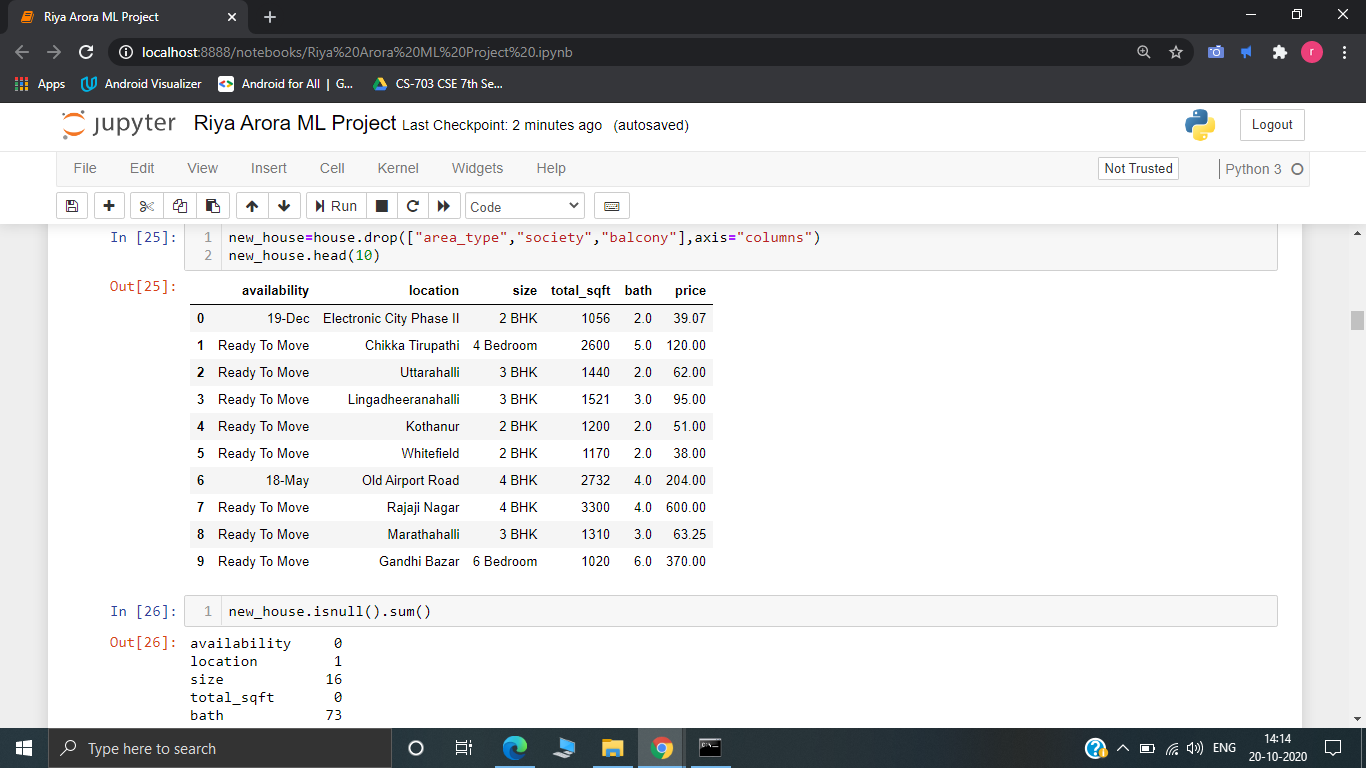 Riya Arora ML Project
localhost:8888/notebooks/Riya%20Arora%20ML%20Project%20.ipynb
r
Apps Android Visualizer Android for All | G... CS-703 CSE 7th Se...
jupyter Riya Arora ML Project Last Checkpoint: 2 minutes ago (autosaved) Logout
File Edit View Insert Cell Kernel Widgets Help Not Trusted Python 3
Run Code
In [25]: 1 new_house=house.drop(["area_type","society","balcony"],axis="columns")
2 new_house.head(10)
Out[25]:
availability location size total_sqft bath price
0 19-Dec Electronic City Phase II 2 BHK 1056 2.0 39.07
1 Ready To Move Chikka Tirupathi 4 Bedroom 2600 5.0 120.00
2 Ready To Move Uttarahalli 3 BHK 1440 2.0 62.00
3 Ready To Move Lingadheeranahalli 3 BHK 1521 3.0 95.00
4 Ready To Move Kothanur 2 BHK 1200 2.0 51.00
5 Ready To Move Whitefield 2 BHK 1170 2.0 38.00
6 18-May Old Airport Road 4 BHK 2732 4.0 204.00
7 Ready To Move Rajaji Nagar 4 BHK 3300 4.0 600.00
8 Ready To Move Marathahalli 3 BHK 1310 3.0 63.25
9 Ready To Move Gandhi Bazar 6 Bedroom 1020 6.0 370.00
In [26]: 1 new_house.isnull().sum()
Out[26]: availability 0
location 1
size 16
total_sqft 0
bath 73
Type here to search
ENG
14:14
20-10-2020